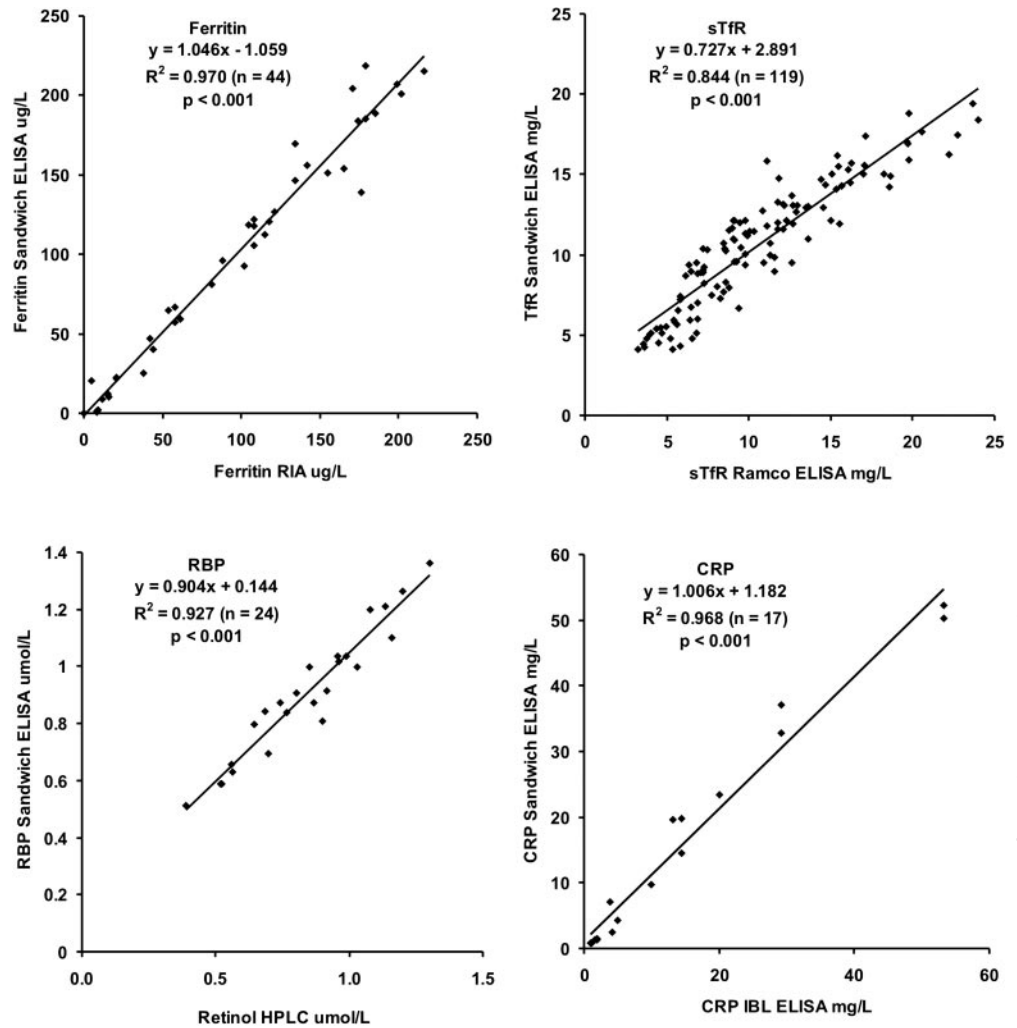 Ferritin
y = 1.046x - 1.059
R² = 0.970 (n = 44)
p < 0.001
Ferritin Sandwich ELISA ug/L
250
200
150
100
50
0
0 50 100 150 200 250
Ferritin RIA ug/L
sTfR
y = 0.727x + 2.891
R² = 0.844 (n = 119)
p < 0.001
TfR Sandwich ELISA mg/L
25
20
15
10
5
0
0 5 10 15 20 25
sTfR Ramco ELISA mg/L
RBP
y = 0.904x + 0.144
R² = 0.927 (n = 24)
p < 0.001
RBP Sandwich ELISA umol/L
1.4
1.2
1
0.8
0.6
0.4
0.2
0
0.0 0.5 1.0 1.5
Retinol HPLC umol/L
CRP
y = 1.006x + 1.182
R² = 0.968 (n = 17)
p < 0.001
CRP Sandwich ELISA mg/L
60
50
40
30
20
10
0
0 20 40 60
CRP IBL ELISA mg/L